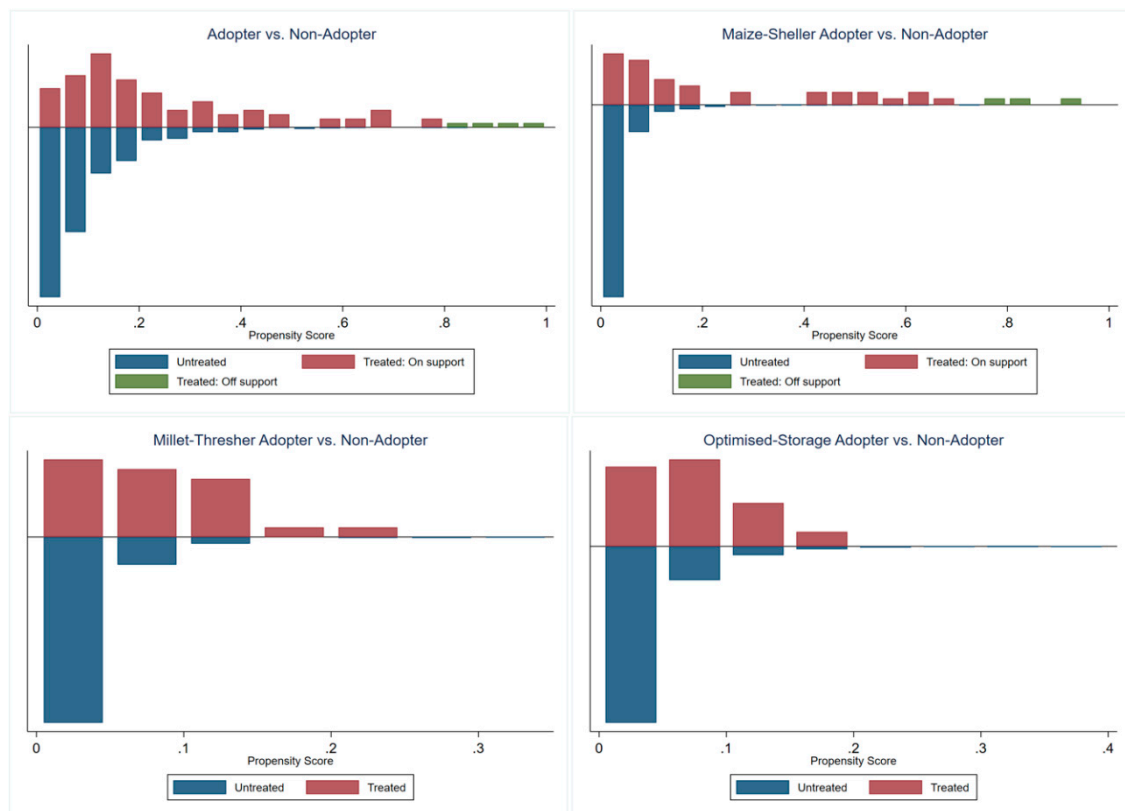 Adopter vs. Non-Adopter
0 .2 .4 .6 .8 1
Propensity Score
Untreated Treated: On support
Treated: Off support
Maize-Sheller Adopter vs. Non-Adopter
0 .2 .4 .6 .8 1
Propensity Score
Untreated Treated: On support
Treated: Off support
Millet-Thresher Adopter vs. Non-Adopter
0 .1 .2 .3
Propensity Score
Untreated Treated
Optimised-Storage Adopter vs. Non-Adopter
0 .1 .2 .3 .4
Propensity Score
Untreated Treated